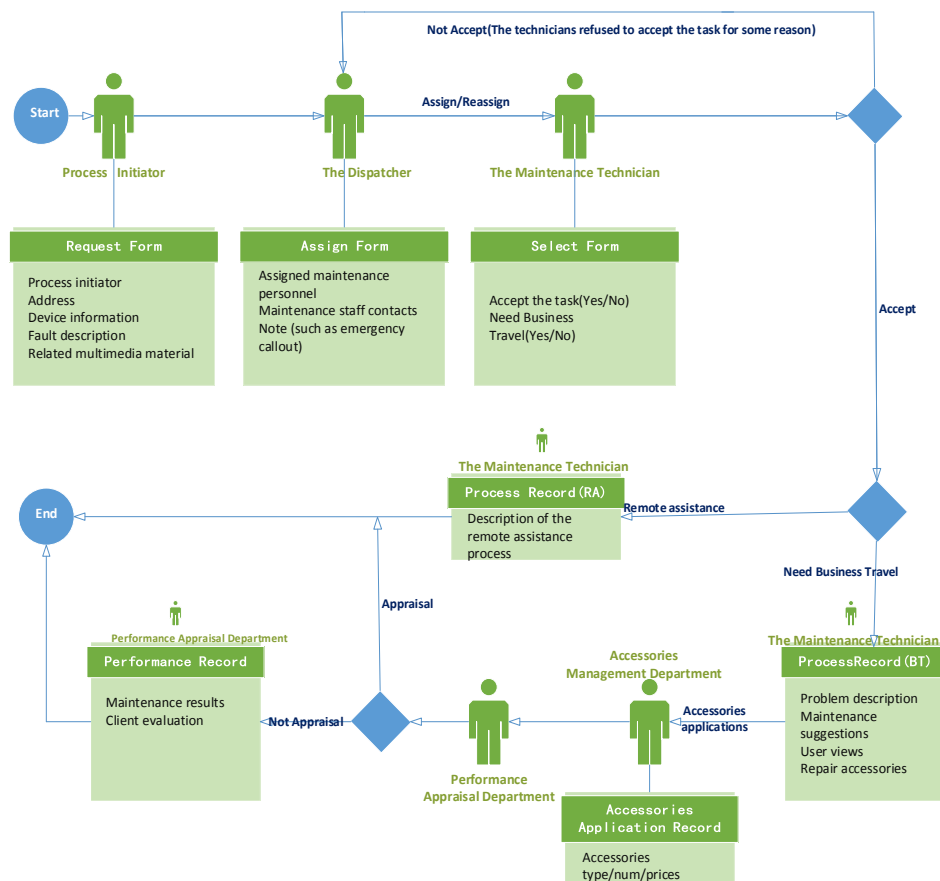 Not Accept(The technicians refused to accept the task for some reason)
Start
Assign/Reassign
Process Initiator
The Dispatcher
The Maintenance Technician
Request Form
Process initiator
Address
Device information
Fault description
Related multimedia material
Assign Form
Assigned maintenance
personnel
Maintenance staff contacts
Note (such as emergency
callout)
Select Form
Accept the task(Yes/No)
Need Business
Travel(Yes/No)
Accept
The Maintenance Technician
Process Record(RA)
Description of the
remote assistance
process
Remote assistance
End
Need Business Travel
Appraisal
Performance Appraisal Department
Performance Record
Maintenance results
Client evaluation
Not Appraisal
Performance
Appraisal Department
Accessories
Management Department
Accessories
applications
The Maintenance Technician
ProcessRecord(BT)
Problem description
Maintenance
suggestions
User views
Repair accessories
Accessories
Application Record
Accessories
type/num/prices